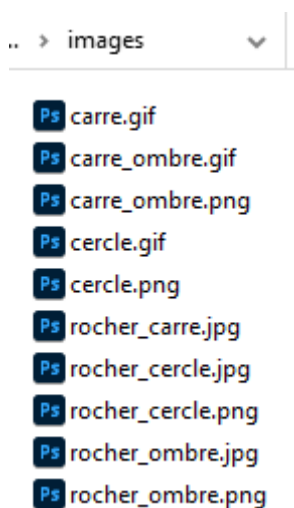 .. > images
Ps carre.gif
Ps carre_ombre.gif
Ps carre_ombre.png
Ps cercle.gif
Ps cercle.png
Ps rocher_carre.jpg
Ps rocher_cercle.jpg
Ps rocher_cercle.png
Ps rocher_ombre.jpg
Ps rocher_ombre.png